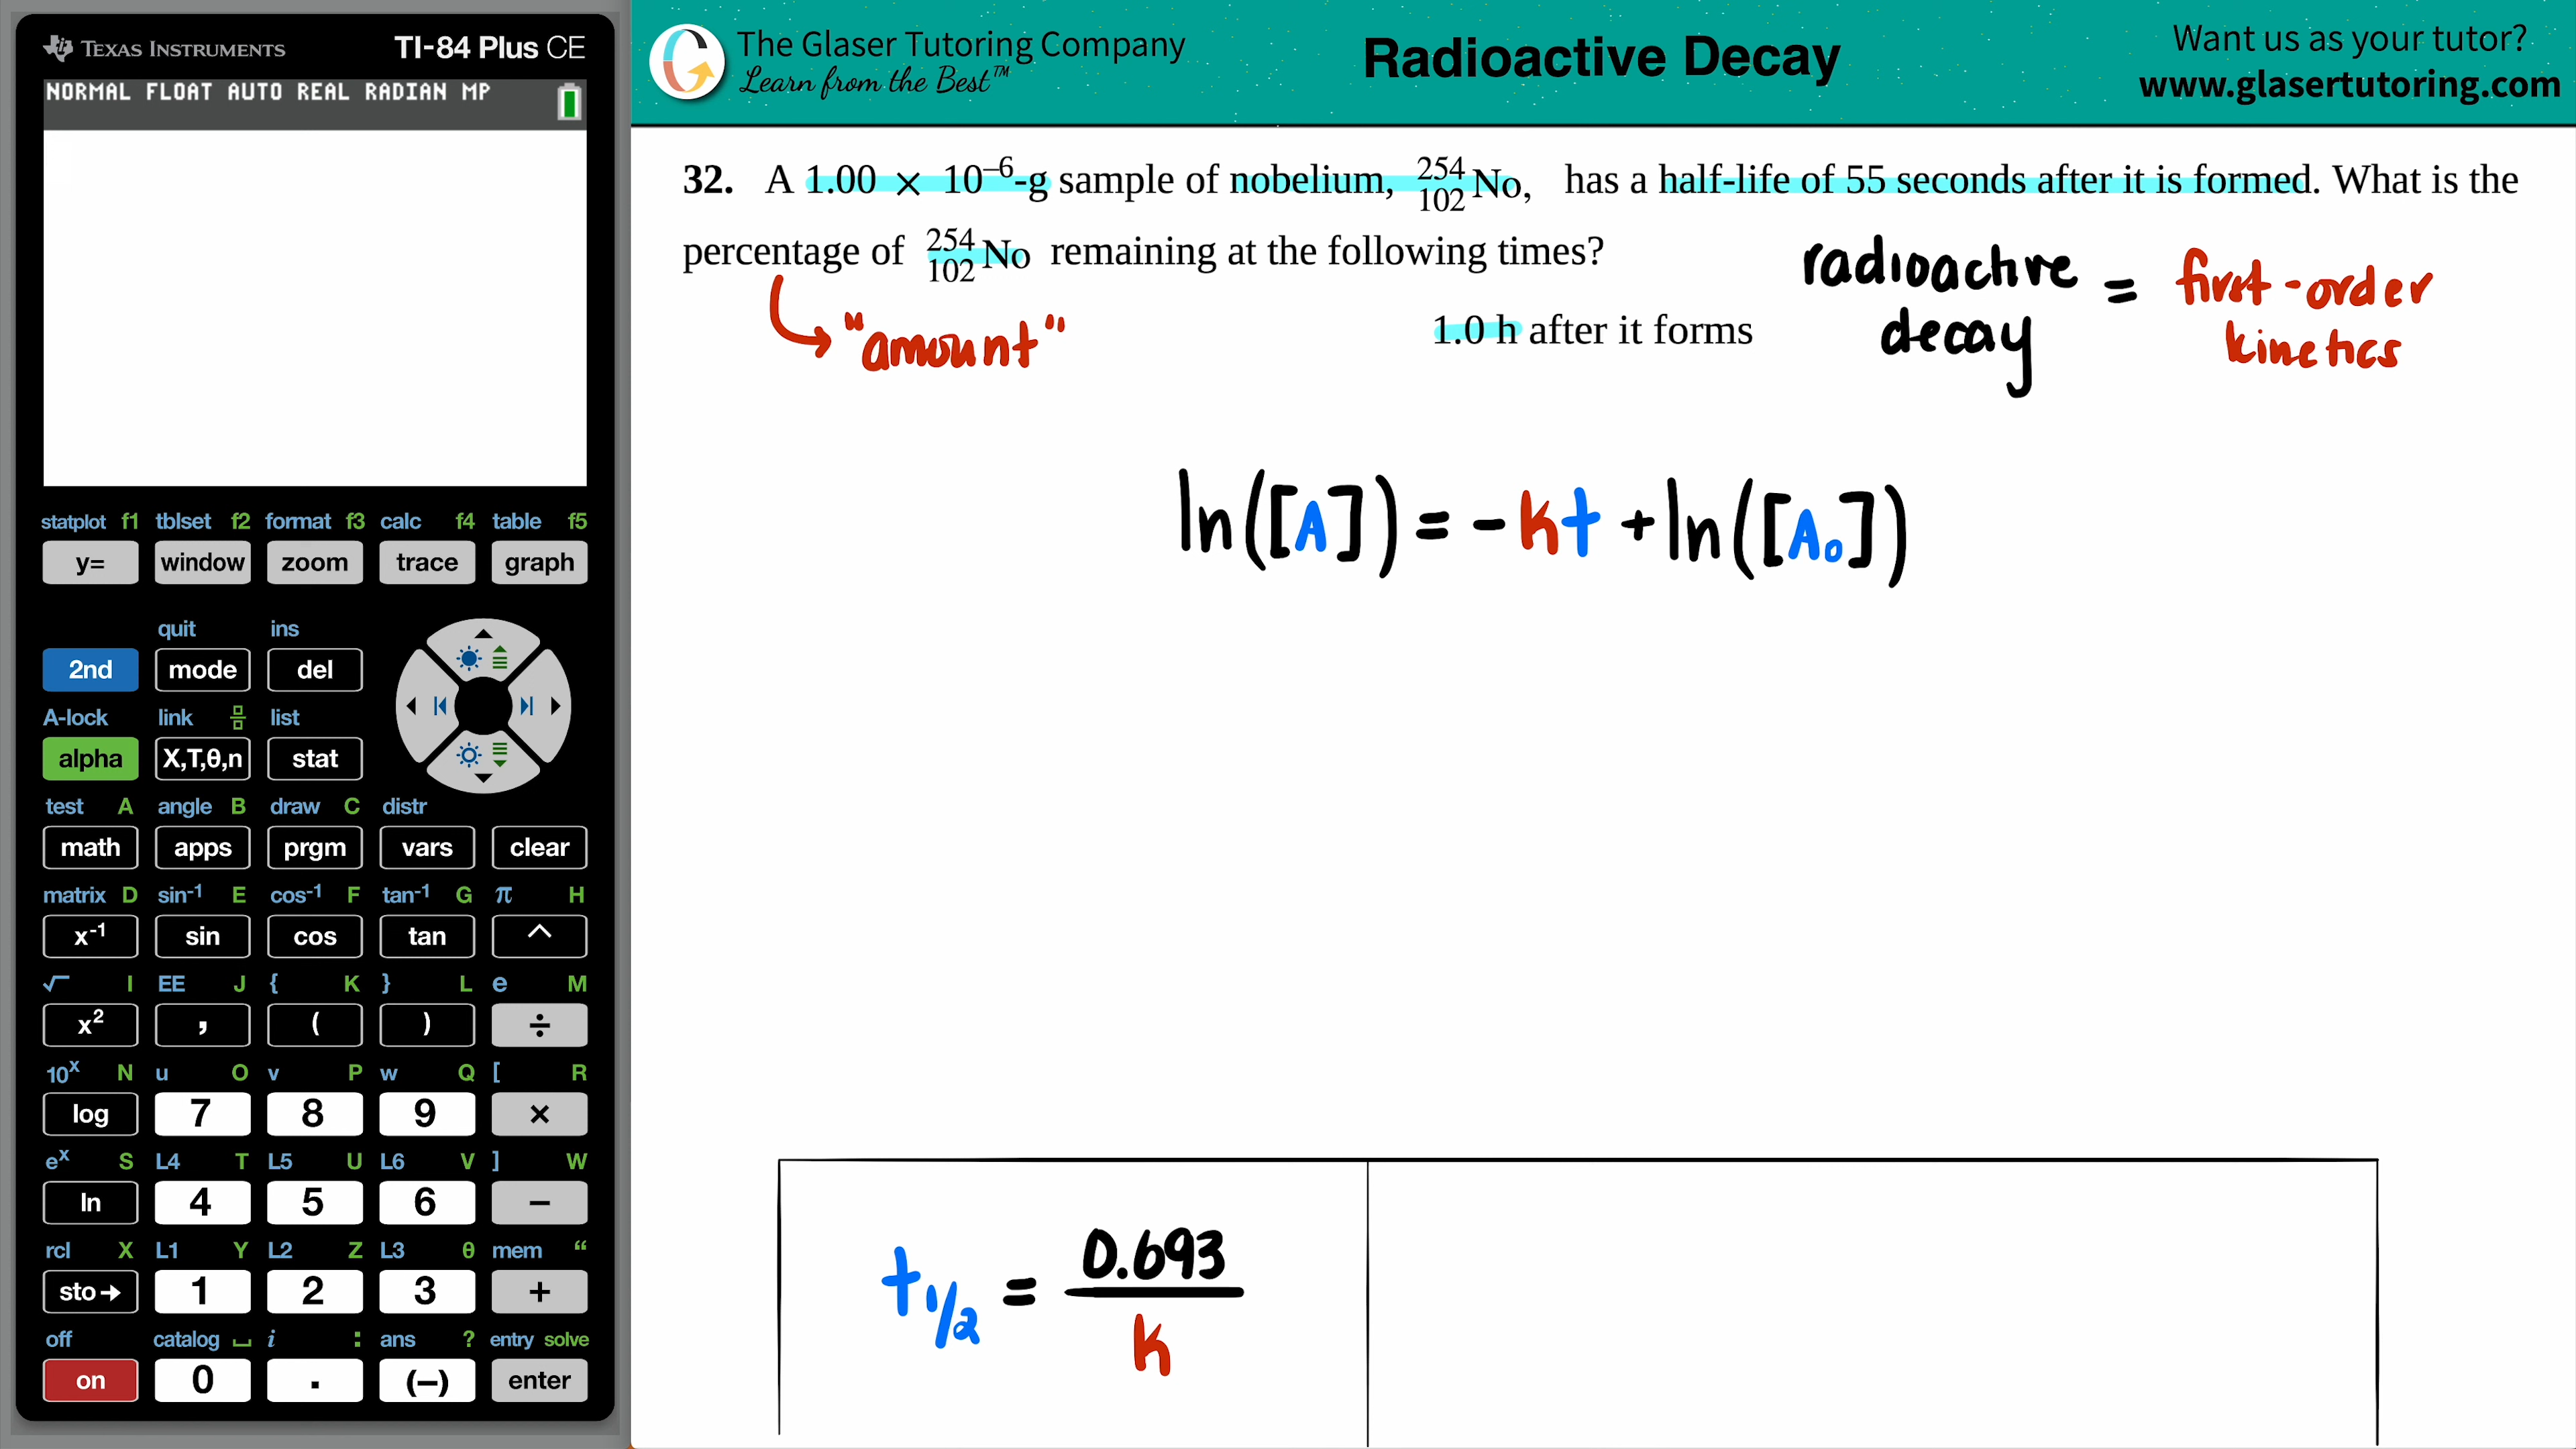 TEXAS INSTRUMENTS TI-84 Plus CE
NORMAL FLOAT AUTO REAL RADIAN MP
statplot f1 tblset f2 format f3 calc f4 table f5
y= window zoom trace graph
quit ins
2nd mode del
A-lock link list
alpha X,T,θ,n stat
test A angle B draw C distr
math apps prgm vars clear
matrix D sin⁻¹ E cos⁻¹ F tan⁻¹ G π H
x⁻¹ sin cos tan ^
√ I EE J { K } L e M
x² , ( ) ÷
10ˣ N u O v P w Q [ R
log 7 8 9 ×
eˣ S L4 T L5 U L6 V ] W
ln 4 5 6 −
rcl X L1 Y L2 Z L3 θ mem “
sto→ 1 2 3 +
off catalog ⎵ i : ans ? entry solve
on 0 . (−) enter
The Glaser Tutoring Company
Learn from the Best™
Radioactive Decay
Want us as your tutor?
www.glasertutoring.com
32. A 1.00 × 10⁻⁶-g sample of nobelium, ²⁵⁴₁₀₂No, has a half-life of 55 seconds after it is formed. What is the
percentage of ²⁵⁴₁₀₂No remaining at the following times?
"amount"
1.0 h after it forms
radioactive decay = first-order kinetics
ln([A]) = -kt + ln([A₀])
t₁/₂ = 0.693/k